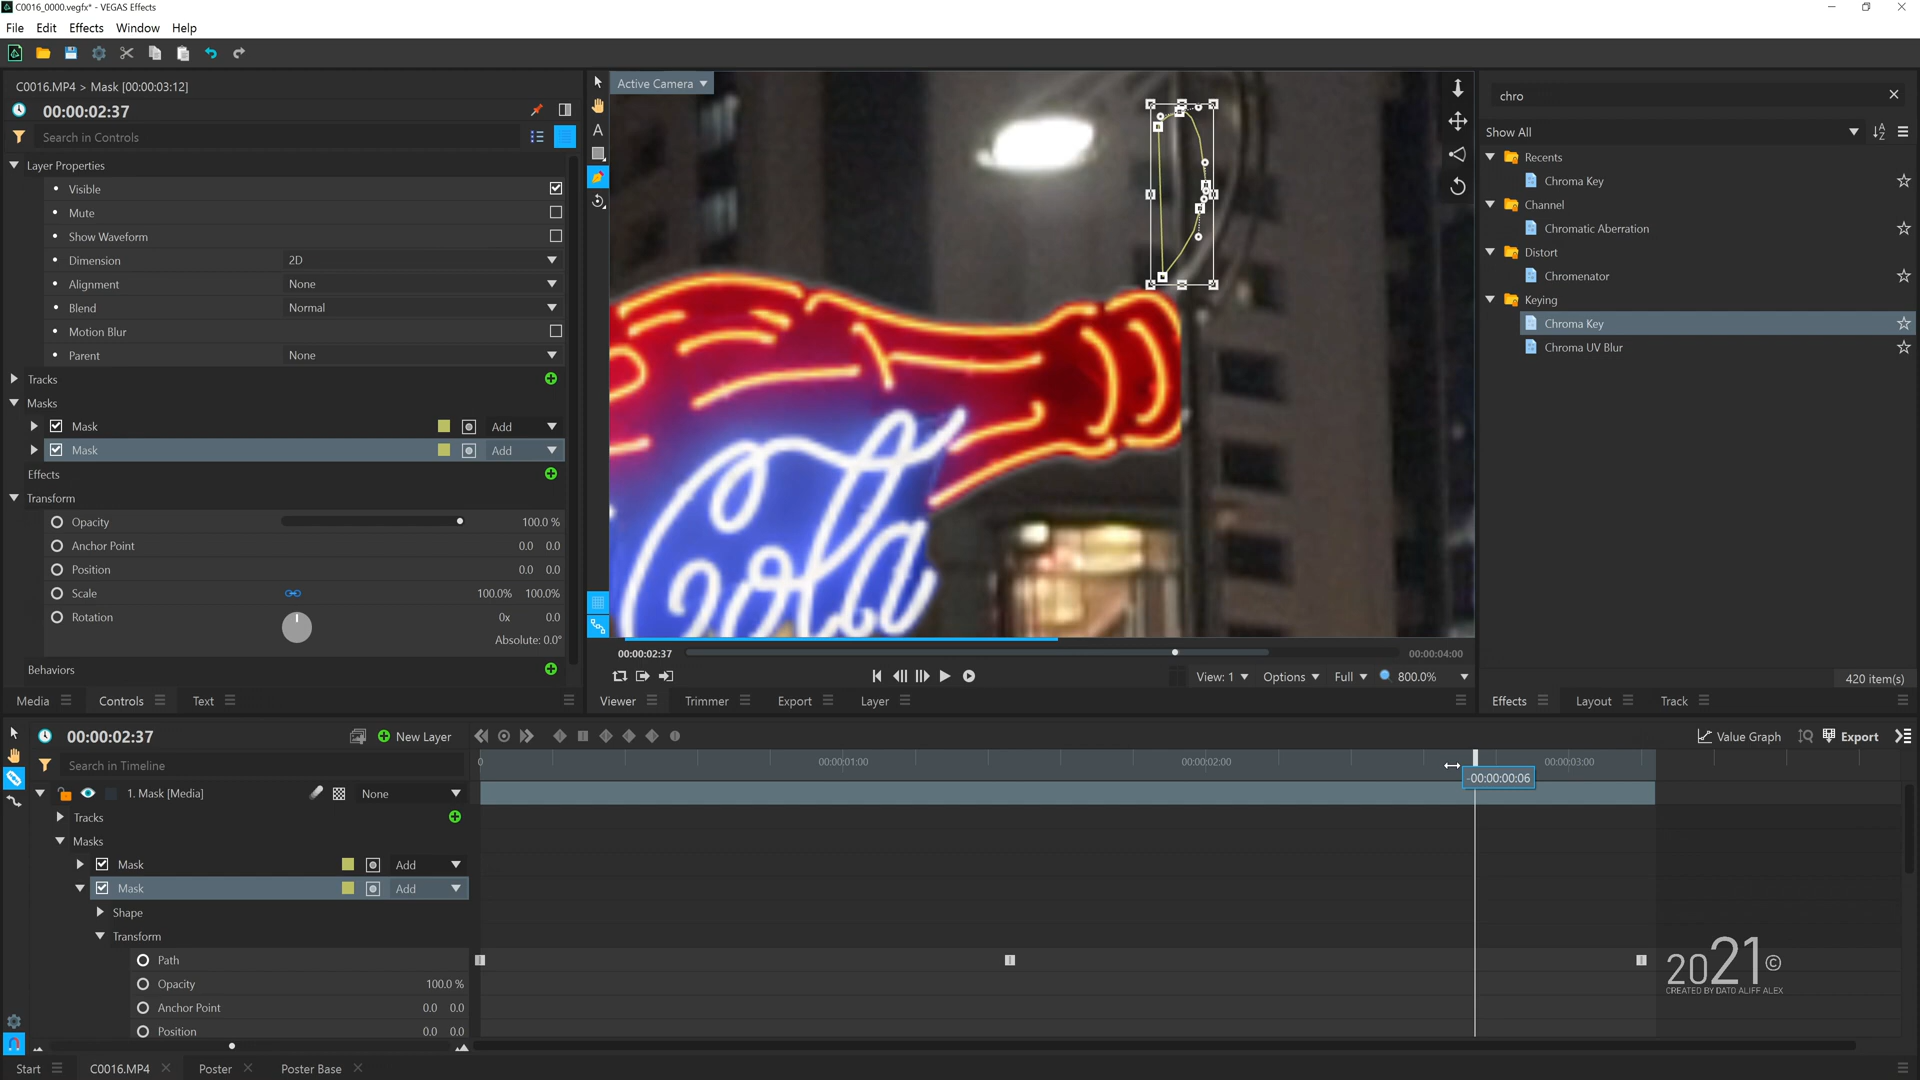 C0016_0000.vegfx* - VEGAS Effects
File Edit Effects Window Help
C0016.MP4 > Mask [00:00:03:12]
00:00:02:37
Search in Controls
Layer Properties
Visible
Mute
Show Waveform
Dimension 2D
Alignment None
Blend Normal
Motion Blur
Parent None
Tracks
Masks
Mask Add
Mask Add
Effects
Transform
Opacity 100.0 %
Anchor Point 0.0 0.0
Position 0.0 0.0
Scale 100.0% 100.0%
Rotation 0x 0.0
Absolute: 0.0°
Behaviors
Media Controls Text
Active Camera
A
Cola
00:00:02:37 00:00:04:00
View: 1 Options Full 800.0%
Viewer Trimmer Export Layer
chro
Show All
Recents
Chroma Key
Channel
Chromatic Aberration
Distort
Chromenator
Keying
Chroma Key
Chroma UV Blur
420 item(s)
Effects Layout Track
00:00:02:37 New Layer Value Graph Export
Search in Timeline
0 00:00:01:00 00:00:02:00 00:00:03:00
-00:00:00:06
1. Mask [Media] None
Tracks
Masks
Mask Add
Mask Add
Shape
Transform
Path
Opacity 100.0 %
Anchor Point 0.0 0.0
Position 0.0 0.0
2021©
CREATED BY DATO ALIFF ALEX
Start C0016.MP4 Poster Poster Base